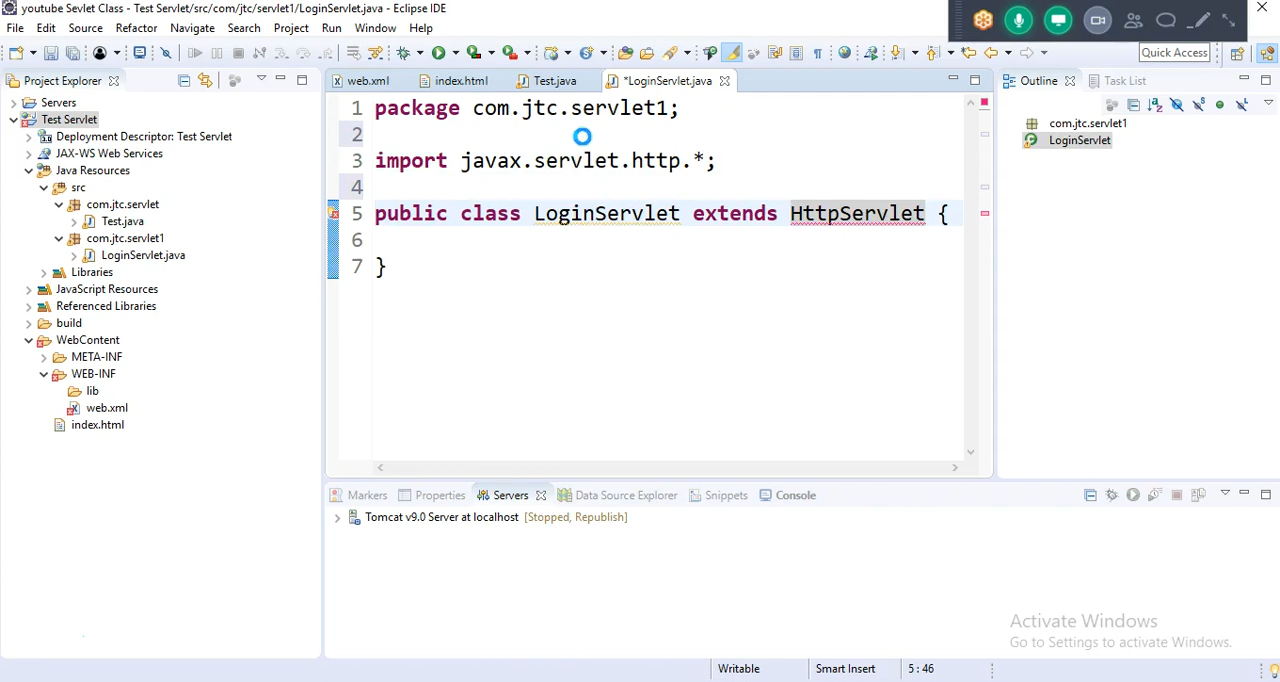 youtube Sevlet Class - Test Servlet/src/com/jtc/servlet1/LoginServlet.java - Eclipse IDE
File Edit Source Refactor Navigate Search Project Run Window Help
Quick Access
Project Explorer
web.xml index.html Test.java *LoginServlet.java
Outline Task List
Servers
Test Servlet
Deployment Descriptor: Test Servlet
JAX-WS Web Services
Java Resources
src
com.jtc.servlet
Test.java
com.jtc.servlet1
LoginServlet.java
Libraries
JavaScript Resources
Referenced Libraries
build
WebContent
META-INF
WEB-INF
lib
web.xml
index.html
1 package com.jtc.servlet1;
2
3 import javax.servlet.http.*;
4
5 public class LoginServlet extends HttpServlet {
6
7 }
com.jtc.servlet1
LoginServlet
Markers Properties Servers Data Source Explorer Snippets Console
Tomcat v9.0 Server at localhost [Stopped, Republish]
Activate Windows
Go to Settings to activate Windows.
Writable Smart Insert 5 : 46